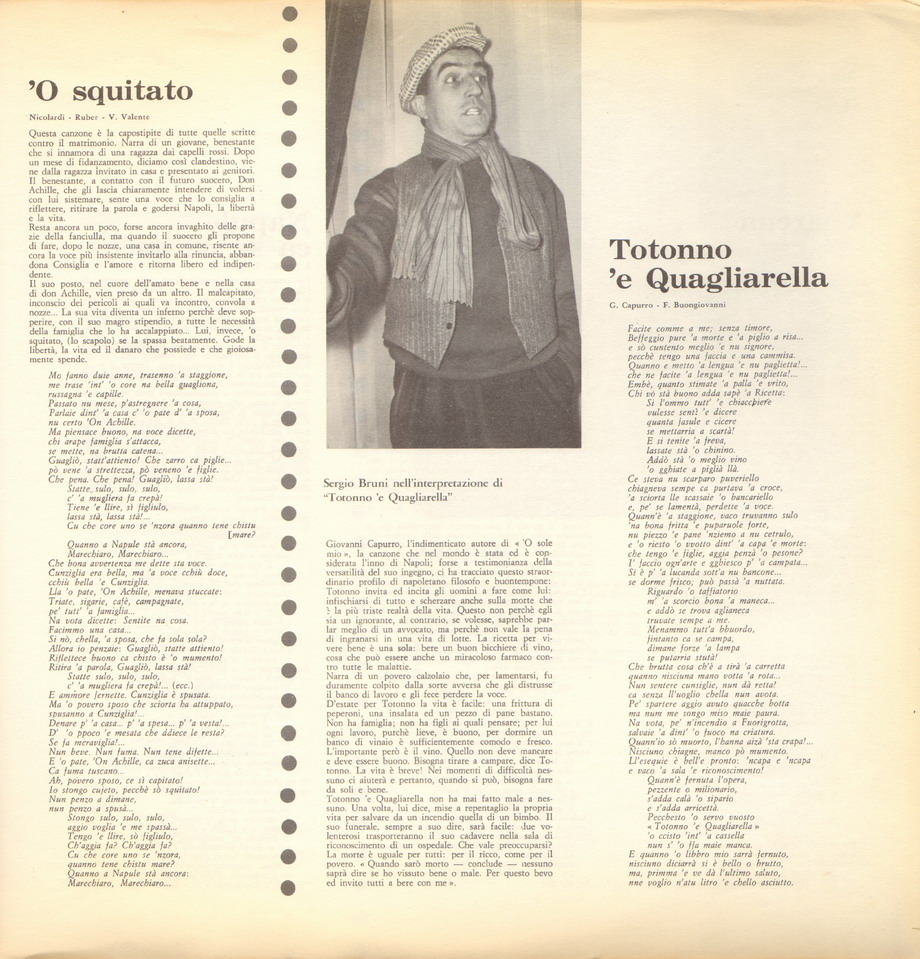 'O squitato
Nicolardi - Ruber - V. Valente
Questa canzone è la capostipite di tutte quelle scritte
contro il matrimonio. Narra di un giovane, benestante
che si innamora di una ragazza dai capelli rossi. Dopo
un mese di fidanzamento, diciamo così clandestino, vie-
ne dalla ragazza invitato in casa e presentato ai genitori.
Il benestante, a contatto con il futuro suocero, Don
Achille, che gli lascia chiaramente intendere di volersi
con lui sistemare, sente una voce che lo consiglia a
riflettere, ritirare la parola e godersi Napoli, la libertà
e la vita.
Resta ancora un poco, forse ancora invaghito delle gra-
zie della fanciulla, ma quando il suocero gli propone
di fare, dopo le nozze, una casa in comune, risente an-
cora la voce più insistente invitarlo alla rinuncia, abban-
dona Consiglia e l'amore e ritorna libero ed indipen-
dente.
Il suo posto, nel cuore dell'amato bene e nella casa
di don Achille, vien preso da un altro. Il malcapitato,
inconscio dei pericoli ai quali va incontro, convola a
nozze... La sua vita diventa un inferno perchè deve sop-
perire, con il suo magro stipendio, a tutte le necessità
della famiglia che lo ha accalappiato... Lui, invece, 'o
squitato, (lo scapolo) se la spassa beatamente. Gode la
libertà, la vita ed il danaro che possiede e che gioiosa-
mente spende.
Mo fanno duie anne, trasenno 'a staggione,
me trase 'int' 'o core na bella guagliona,
russagna 'e capille.
Passato nu mese, p'astregnere 'a cosa,
Parlaie dint' 'a casa c' 'o pate d' 'a sposa,
nu certo 'On Achille.
Ma piensace buono, na voce dicette,
chi arape famiglia s'attacca,
se mette, na brutta catena...
Guagliò, statt'attiento! Che zarro ca piglie...
pò vene 'a strettezza, pò veneno 'e figlie.
Che pena. Che pena! Guagliò, lassa stà!
Statte sulo, sulo, sulo,
c' 'a mugliera fa crepà!
Tiene 'e llire, sì figliulo,
lassa stà, lassa stà!...
Cu che core uno se 'nzora quanno tene chistu
[mare?
Quanno a Napule stà ancora,
Marechiaro, Marechiaro...
Che bona avvertenza me dette sta voce.
Cunziglia era bella, ma 'a voce cchiù doce,
cchiù bella 'e Cunziglia.
Lla 'o pate, 'On Achille, menava stuccate:
Triate, sigarie, cafè, campagnate,
pe' tutt' 'a famiglia...
Na vota dicette: Sentite na cosa.
Facimmo una casa...
Sì nò, chella, 'a sposa, che fa sola sola?
Allora io penzaie: Guagliò, statte attiento!
Riflettece buono ca chisto è 'o mumento!
Ritira 'a parola, Guagliò, lassa stà!
Statte sulo, sulo, sulo,
c' 'a mugliera fa crepà!... (ecc.)
E ammore fernette. Cunziglia è spusata.
Ma 'o povero sposo che sciorta ha attuppato,
spusanno a Cunziglia!...
Denare p' 'a casa... p' 'a spesa... p' 'a vesta!...
D' 'o ppoco 'e mesata che ddiece le resta?
Se fa meraviglia!...
Nun beve. Nun fuma. Nun tene difette...
E 'o pate, 'On Achille, ca zuca anisette...
Ca fuma tuscano...
Ah, povero sposo, ce sì capitato!
Io stongo cujeto, pecchè sò squitato!
Nun penzo a dimane,
nun penzo a spusà...
Stongo sulo, sulo, sulo,
aggio voglia 'e me spassà...
Tengo 'e llire, sò figliulo,
Ch'aggia fa? Ch'aggia fa?
Cu che core uno se 'nzora,
quanno tene chistu mare?
Quanno a Napule stà ancora:
Marechiaro, Marechiaro...
Sergio Bruni nell'interpretazione di
"Totonno 'e Quagliarella"
Giovanni Capurro, l'indimenticato autore di « 'O sole
mio », la canzone che nel mondo è stata ed è con-
siderata l'inno di Napoli; forse a testimonianza della
versatilità del suo ingegno, ci ha tracciato questo straor-
dinario profilo di napoletano filosofo e buontempone:
Totonno invita ed incita gli uomini a fare come lui:
infischiarsi di tutto e scherzare anche sulla morte che
è la più triste realtà della vita. Questo non perchè egli
sia un ignorante, al contrario, se volesse, saprebbe par-
lar meglio di un avvocato, ma perchè non vale la pena
di ingranarsi in una vita di lotte. La ricetta per vi-
vere bene è una sola: bere un buon bicchiere di vino,
cosa che può essere anche un miracoloso farmaco con-
tro tutte le malattie.
Narra di un povero calzolaio che, per lamentarsi, fu
duramente colpito dalla sorte avversa che gli distrusse
il banco di lavoro e gli fece perdere la voce.
D'estate per Totonno la vita è facile: una frittura di
peperoni, una insalata ed un pezzo di pane bastano.
Non ha famiglia; non ha figli ai quali pensare; per lui
ogni lavoro, purchè lieve, è buono, per dormire un
banco di vinaio è sufficientemente comodo e fresco.
L'importante però è il vino. Quello non deve mancare
e deve essere buono. Bisogna tirare a campare, dice To-
tonno. La vita è breve! Nei momenti di difficoltà nes-
suno ci aiuterà e pertanto, quando si può, bisogna fare
da soli e bene.
Totonno 'e Quagliarella non ha mai fatto male a nes-
suno. Una volta, lui dice, mise a repentaglio la propria
vita per salvare da un incendio quella di un bimbo. Il
suo funerale, sempre a suo dire, sarà facile: due vo-
lenterosi trasporteranno il suo cadavere nella sala di
riconoscimento di un ospedale. Che vale preoccuparsi?
La morte è uguale per tutti: per il ricco, come per il
povero. « Quando sarò morto — conclude — nessuno
saprà dire se ho vissuto bene o male. Per questo bevo
ed invito tutti a bere con me ».
Totonno
'e Quagliarella
G. Capurro - F. Buongiovanni
Facite comme a me; senza timore,
Beffeggio pure 'a morte e 'a piglio a risa...
e sò cuntento meglio 'e nu signore,
pecchè tengo una faccia e una cammisa.
Quanno e metto 'a lengua 'e nu paglietta!...
che ne facite 'a lengua 'e nu paglietta!...
Embè, quanto stimate 'a palla 'e vrito,
Chi vò stà buono adda sapè 'a Ricetta:
Si l'ommo tutt' 'e chiacchiere
vulesse sentì 'e dicere
quanta fasule e cicere
se mettarria a scartà!
E si tenite 'a freva,
lassate stà 'o chinino.
Addò stà 'o meglio vino
'o gghiate a piglià llà.
Ce steva nu scarparo puveriello
chiagneva sempe ca purtava 'a croce,
'a sciorta lle scassaie 'o bancariello
e, pe' se lamentà, perdette 'a voce.
Quann'è 'a staggione, vaco truvanno sulo
'na bona fritta 'e puparuole forte,
nu piezzo 'e pane 'nziemo a nu cetrulo,
e 'o riesto 'o vvotto dint' 'a capa 'e morte:
che tengo 'e figlie, aggia penzà 'o pesone?
I' faccio ogn'arte e gghiesco p' 'a campata...
Si è p' 'a lucanda sott'a nu bancone...
se dorme frisco; può passà 'a nuttata.
Riguardo 'o taffiatorio
m' 'a scorcio bona 'a maneca...
e addò se trova aglianeca
truvate sempe a me.
Menammo tutt'a bbuordo,
fintanto ca se campa,
dimane forze 'a lampa
se putarria stutà!
Che brutta cosa ch'è a tirà 'a carretta
quanno nisciuna mano votta 'a rota...
Nun sentere cunsiglie, nun dà retta!
ca senza ll'uoglio chella nun avota.
Pe' spartere aggio avuto quacche botta
ma num me songo miso maie paura.
Na vota, pe' n'incendio a Fuorigrotta,
salvaie 'a dint' 'o fuoco na criatura.
Quann'io sò muorto, l'hanna aizà 'sta crapa!...
Nisciuno chiagne, manco pò mumento.
Ll'esequie è bell'e pronto: 'ncapa e 'ncapa
e vaco 'a sala 'e riconoscimento!
Quann'è fernuta l'opera,
pezzente o milionario,
s'adda calà 'o sipario
e s'adda arricettà.
Pecchesto 'o servo vuosto
« Totonno 'e Quagliarella »
'o ccisto 'int' 'a cassella
nun s' 'o ffa maie manca.
E quanno 'o libbro mio sarrà fernuto,
nisciuno diciarrà si è bello o brutto,
ma, primma 'e ve dà l'ultimo saluto,
nne voglio n'atu litro 'e chello asciutto.